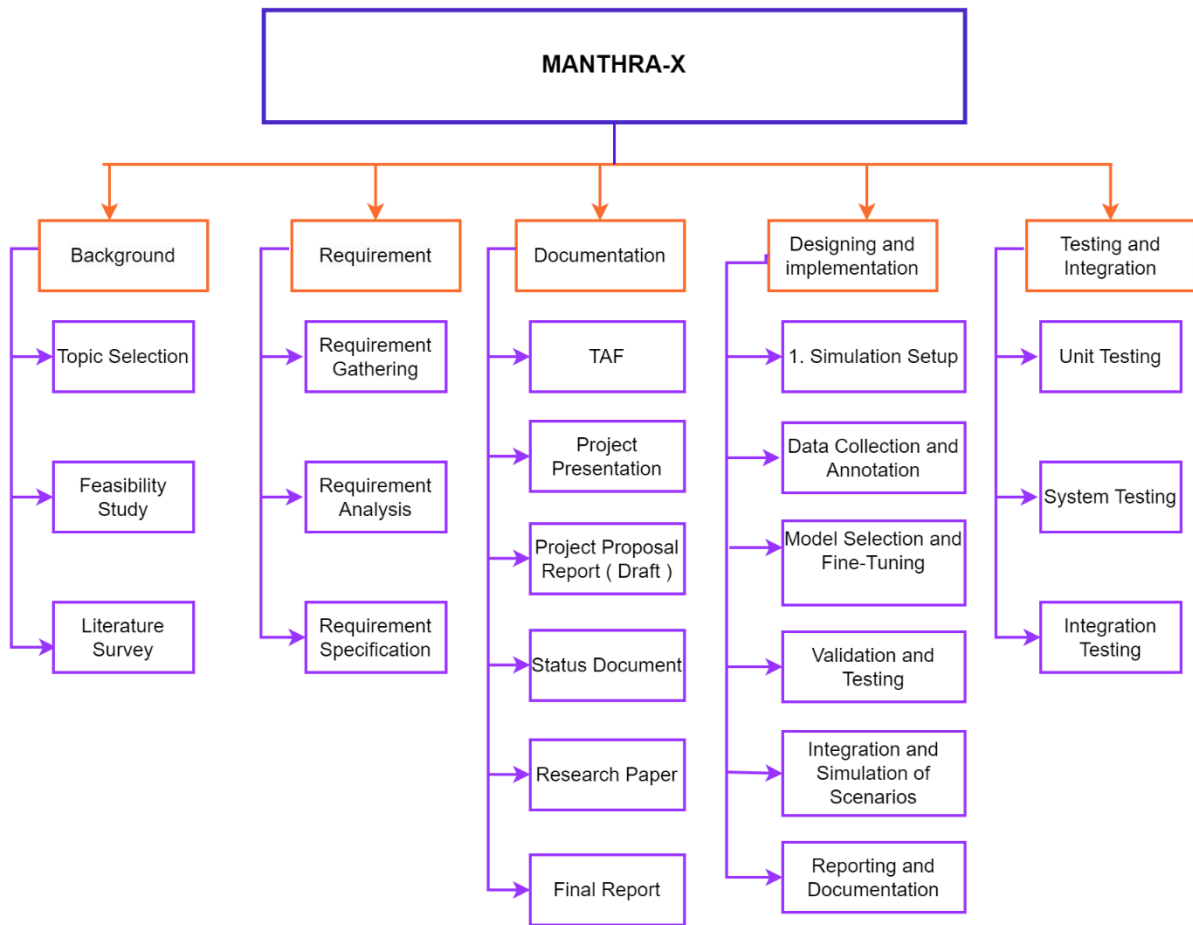 MANTHRA-X
Background
Requirement
Documentation
Designing and
implementation
Testing and
Integration
Topic Selection
Requirement
Gathering
TAF
1. Simulation Setup
Unit Testing
Project
Presentation
Data Collection and
Annotation
Feasibility
Study
Requirement
Analysis
System Testing
Project Proposal
Report ( Draft )
Model Selection and
Fine-Tuning
Literature
Survey
Requirement
Specification
Status Document
Validation and
Testing
Integration
Testing
Research Paper
Integration and
Simulation of
Scenarios
Final Report
Reporting and
Documentation